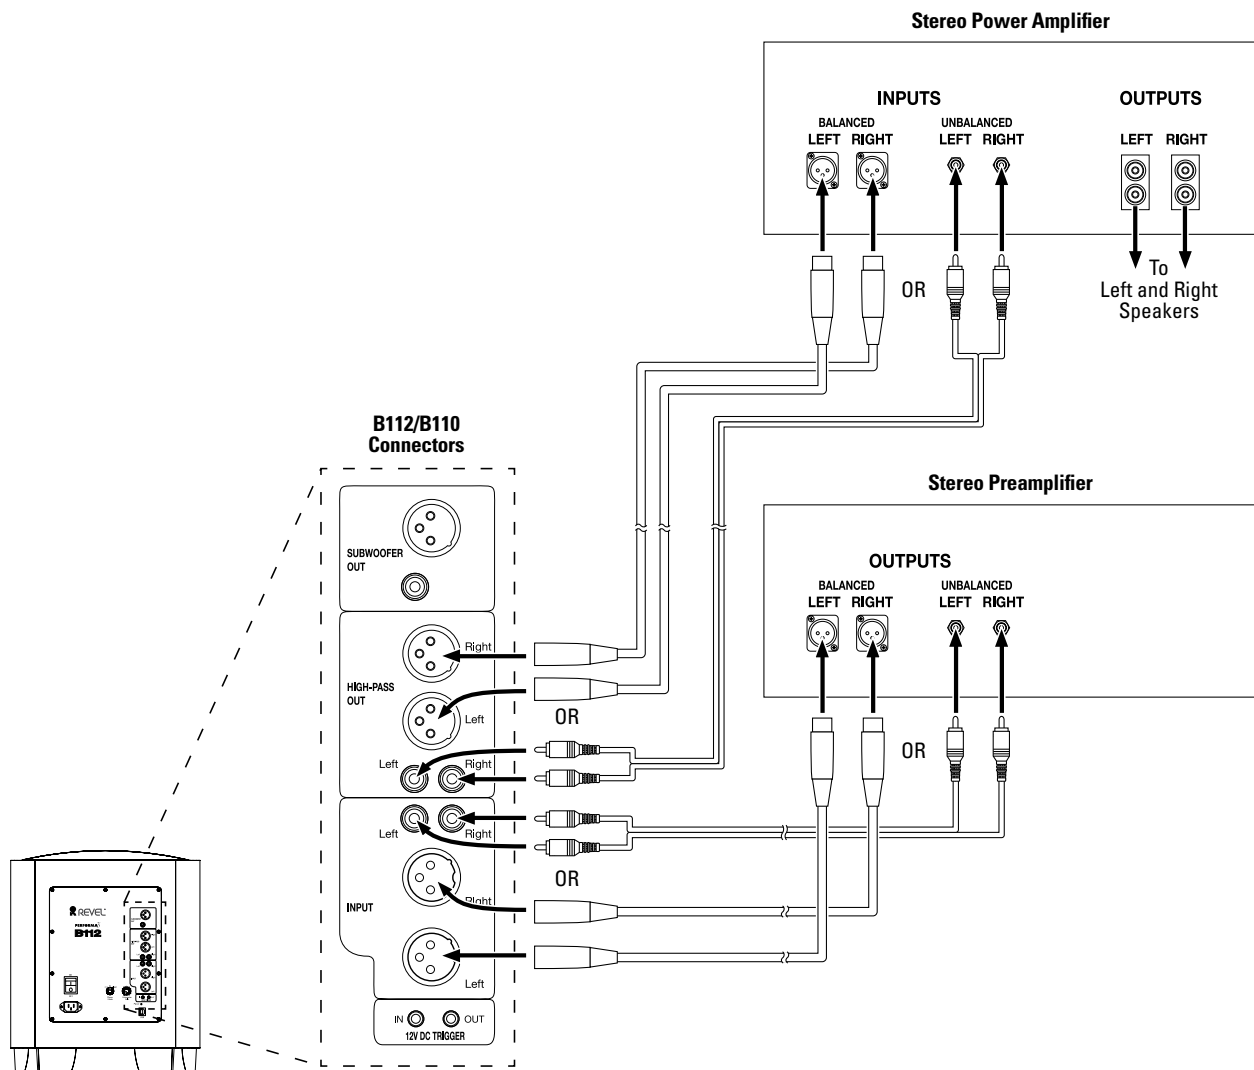 Stereo Power Amplifier
INPUTS
OUTPUTS
BALANCED
UNBALANCED
LEFT RIGHT
LEFT RIGHT
LEFT RIGHT
OR
To
Left and Right
Speakers
B112/B110
Connectors
SUBWOOFER
OUT
Right
HIGH-PASS
OUT
Left
OR
Left
Right
Left
Right
OR
Right
INPUT
Left
IN
OUT
12V DC TRIGGER
Stereo Preamplifier
OUTPUTS
BALANCED
UNBALANCED
LEFT RIGHT
LEFT RIGHT
OR
REVEL
PERFORMA
B112